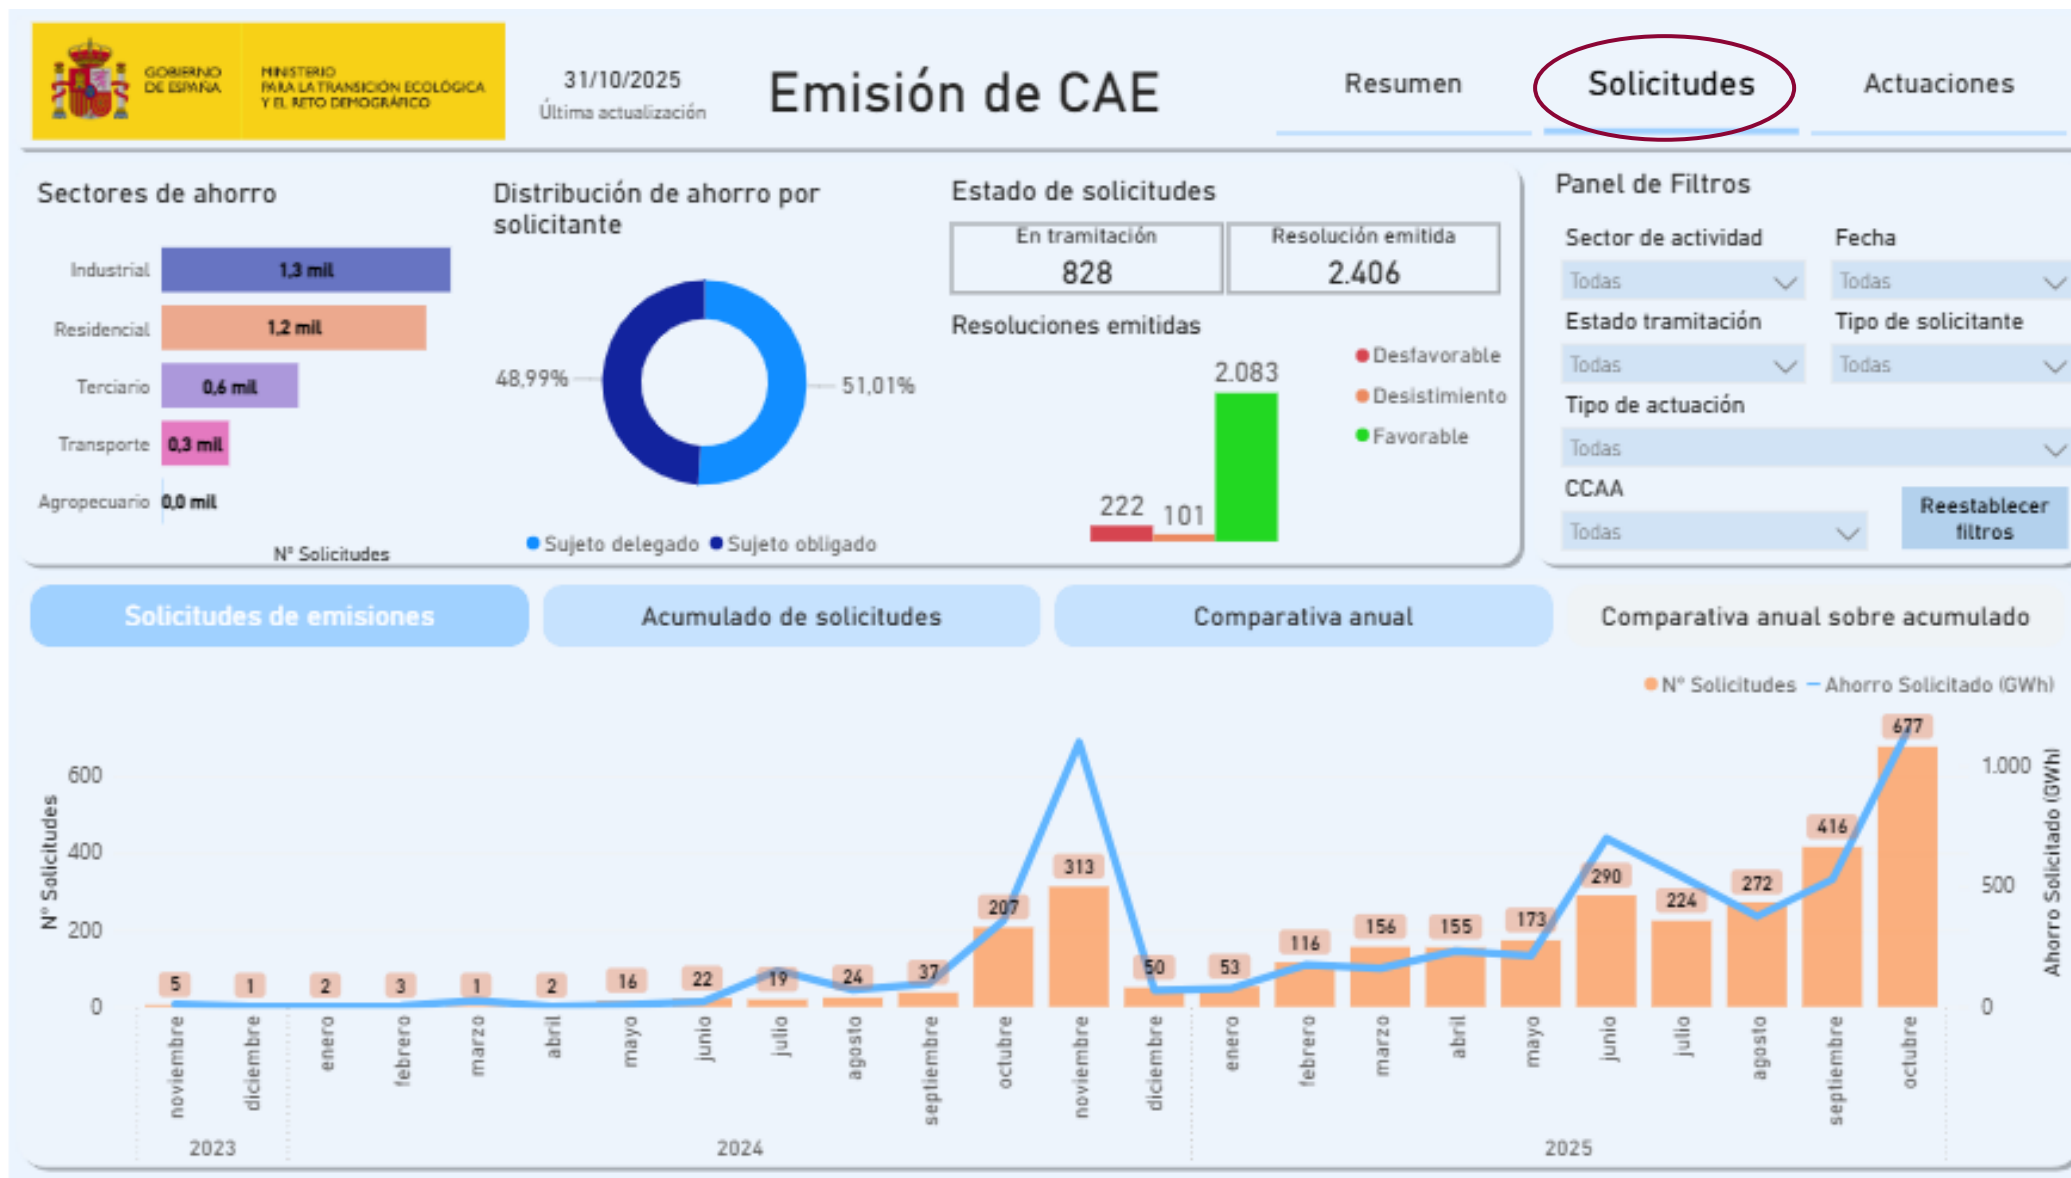 GOBIERNO
DE ESPAÑA
MINISTERIO
PARA LA TRANSICIÓN ECOLÓGICA
Y EL RETO DEMOGRÁFICO
31/10/2025
Última actualización
Emisión de CAE
Resumen
Solicitudes
Actuaciones
Sectores de ahorro
Industrial
1,3 mil
Residencial
1,2 mil
Terciario
0,6 mil
Transporte
0,3 mil
Agropecuario
0,0 mil
Nº Solicitudes
Distribución de ahorro por
solicitante
48,99%
51,01%
Sujeto delegado
Sujeto obligado
Estado de solicitudes
En tramitación
828
Resolución emitida
2.406
Resoluciones emitidas
222
101
2.083
Desfavorable
Desistimiento
Favorable
Panel de Filtros
Sector de actividad
Todas
Fecha
Todas
Estado tramitación
Todas
Tipo de solicitante
Todas
Tipo de actuación
Todas
CCAA
Todas
Reestablecer
filtros
Solicitudes de emisiones
Acumulado de solicitudes
Comparativa anual
Comparativa anual sobre acumulado
Nº Solicitudes
Ahorro Solicitado (GWh)
Nº Solicitudes
600
400
200
0
5
1
2
3
1
2
16
22
19
24
37
207
313
50
53
116
156
155
173
290
224
272
416
677
1.000
500
0
Ahorro Solicitado (GWh)
noviembre
diciembre
enero
febrero
marzo
abril
mayo
junio
julio
agosto
septiembre
octubre
noviembre
diciembre
enero
febrero
marzo
abril
mayo
junio
julio
agosto
septiembre
octubre
2023
2024
2025